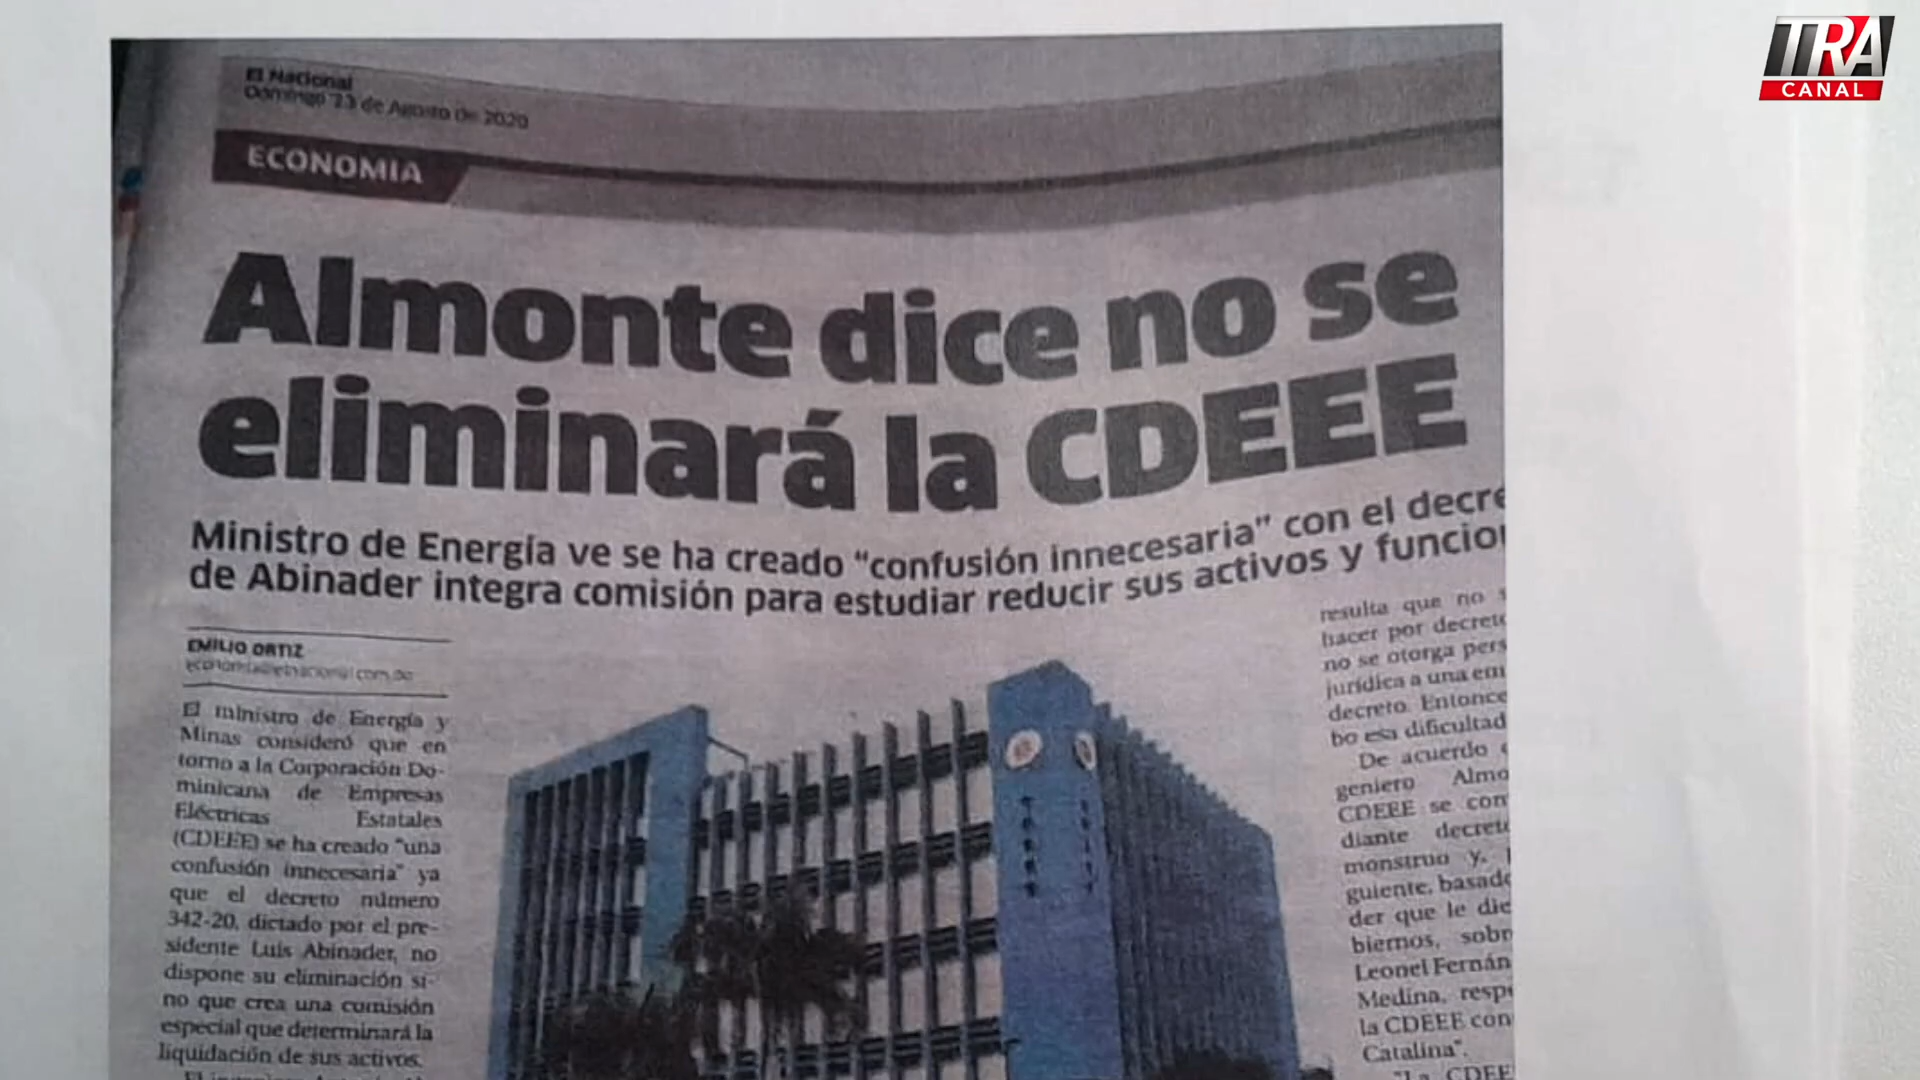 TRA
CANAL
El Nacional
Domingo 23 de Agosto de 2020
ECONOMIA
Almonte dice no se
eliminará la CDEEE
Ministro de Energía ve se ha creado “confusión innecesaria” con el decre
de Abinader integra comisión para estudiar reducir sus activos y funcio
EMILIO ORTIZ
economia@elnacional.com.do
El ministro de Energía y
Minas consideró que en
torno a la Corporación Do-
minicana de Empresas
Eléctricas Estatales
(CDEEE) se ha creado “una
confusión innecesaria” ya
que el decreto número
342-20, dictado por el pre-
sidente Luis Abinader, no
dispone su eliminación si-
no que crea una comisión
especial que determinará la
liquidación de sus activos.
resulta que no s
hacer por decreto
no se otorga pers
jurídica a una em
decreto. Entonce
bo esa dificultad
De acuerdo
geniero Almo
CDEEE se con
diante decreto
monstruo y,
guiente, basado
der que le die
biernos, sobr
Leonel Fernán
Medina, resp
la CDEEE con
Catalina”.
“La CDEE